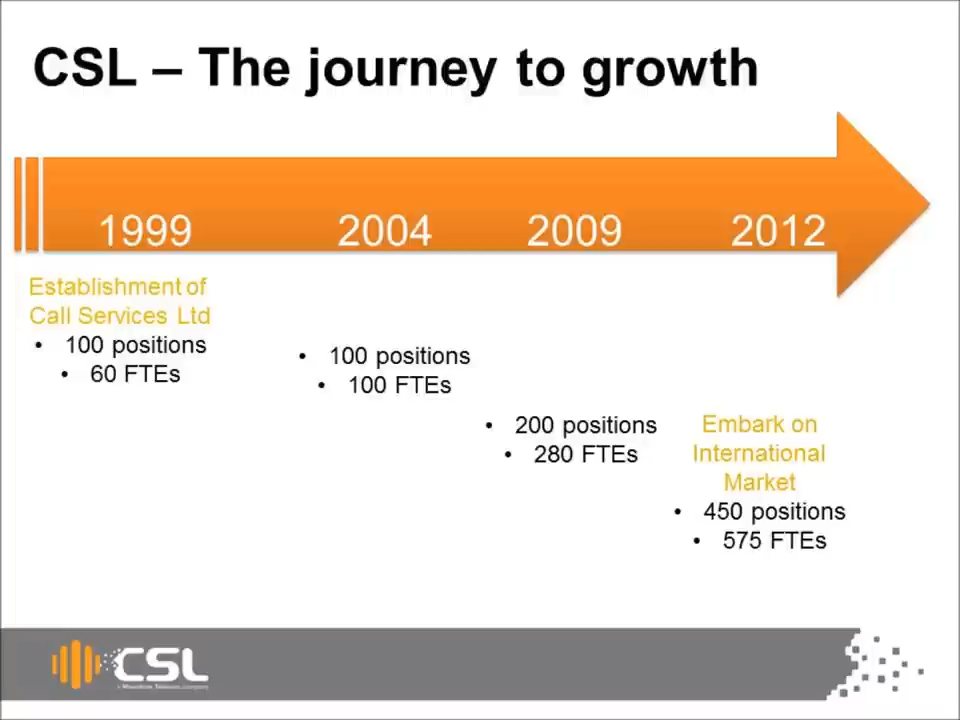 CSL – The journey to growth
1999 2004 2009 2012
Establishment of
Call Services Ltd
• 100 positions
• 60 FTEs
• 100 positions
• 100 FTEs
• 200 positions
• 280 FTEs
Embark on
International
Market
• 450 positions
• 575 FTEs
CSL